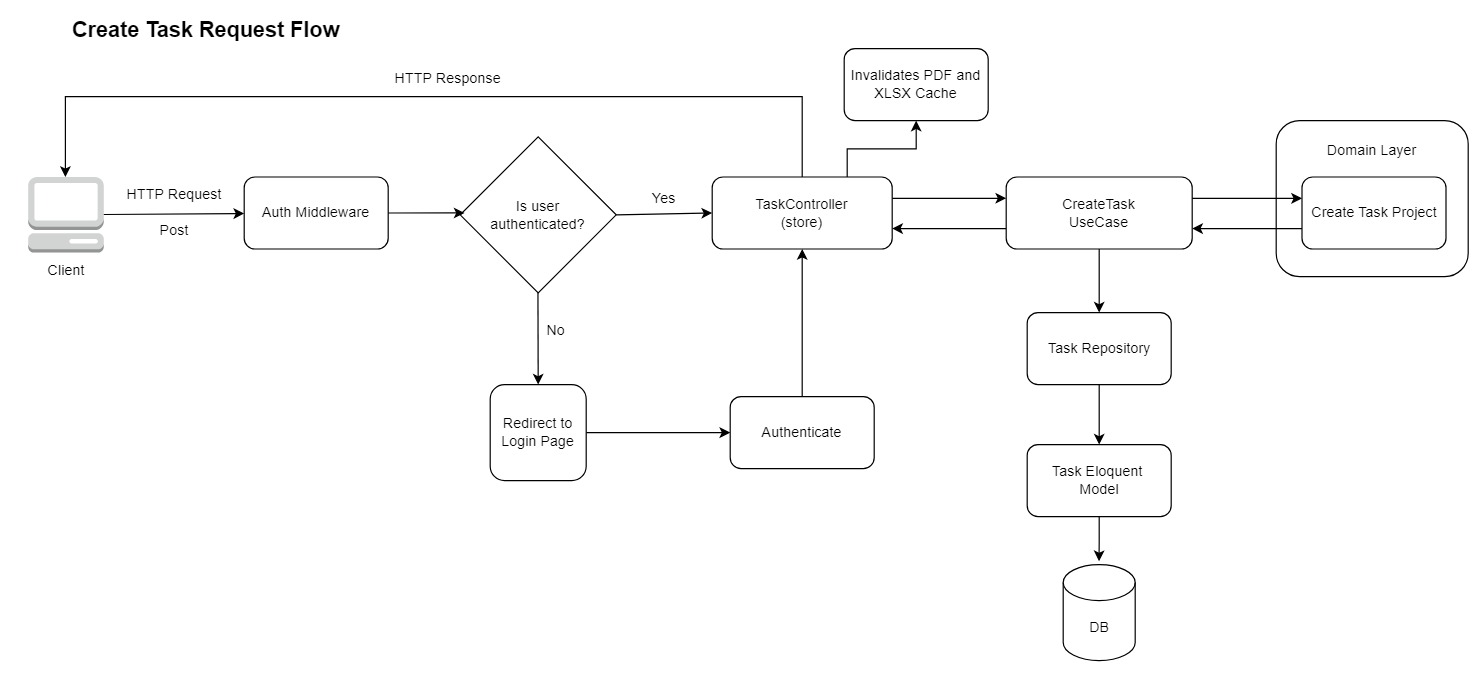 Create Task Request Flow
HTTP Response
Invalidates PDF and
XLSX Cache
Domain Layer
HTTP Request
Post
Client
Auth Middleware
Is user
authenticated?
Yes
No
TaskController
(store)
CreateTask
UseCase
Create Task Project
Redirect to
Login Page
Authenticate
Task Repository
Task Eloquent
Model
DB